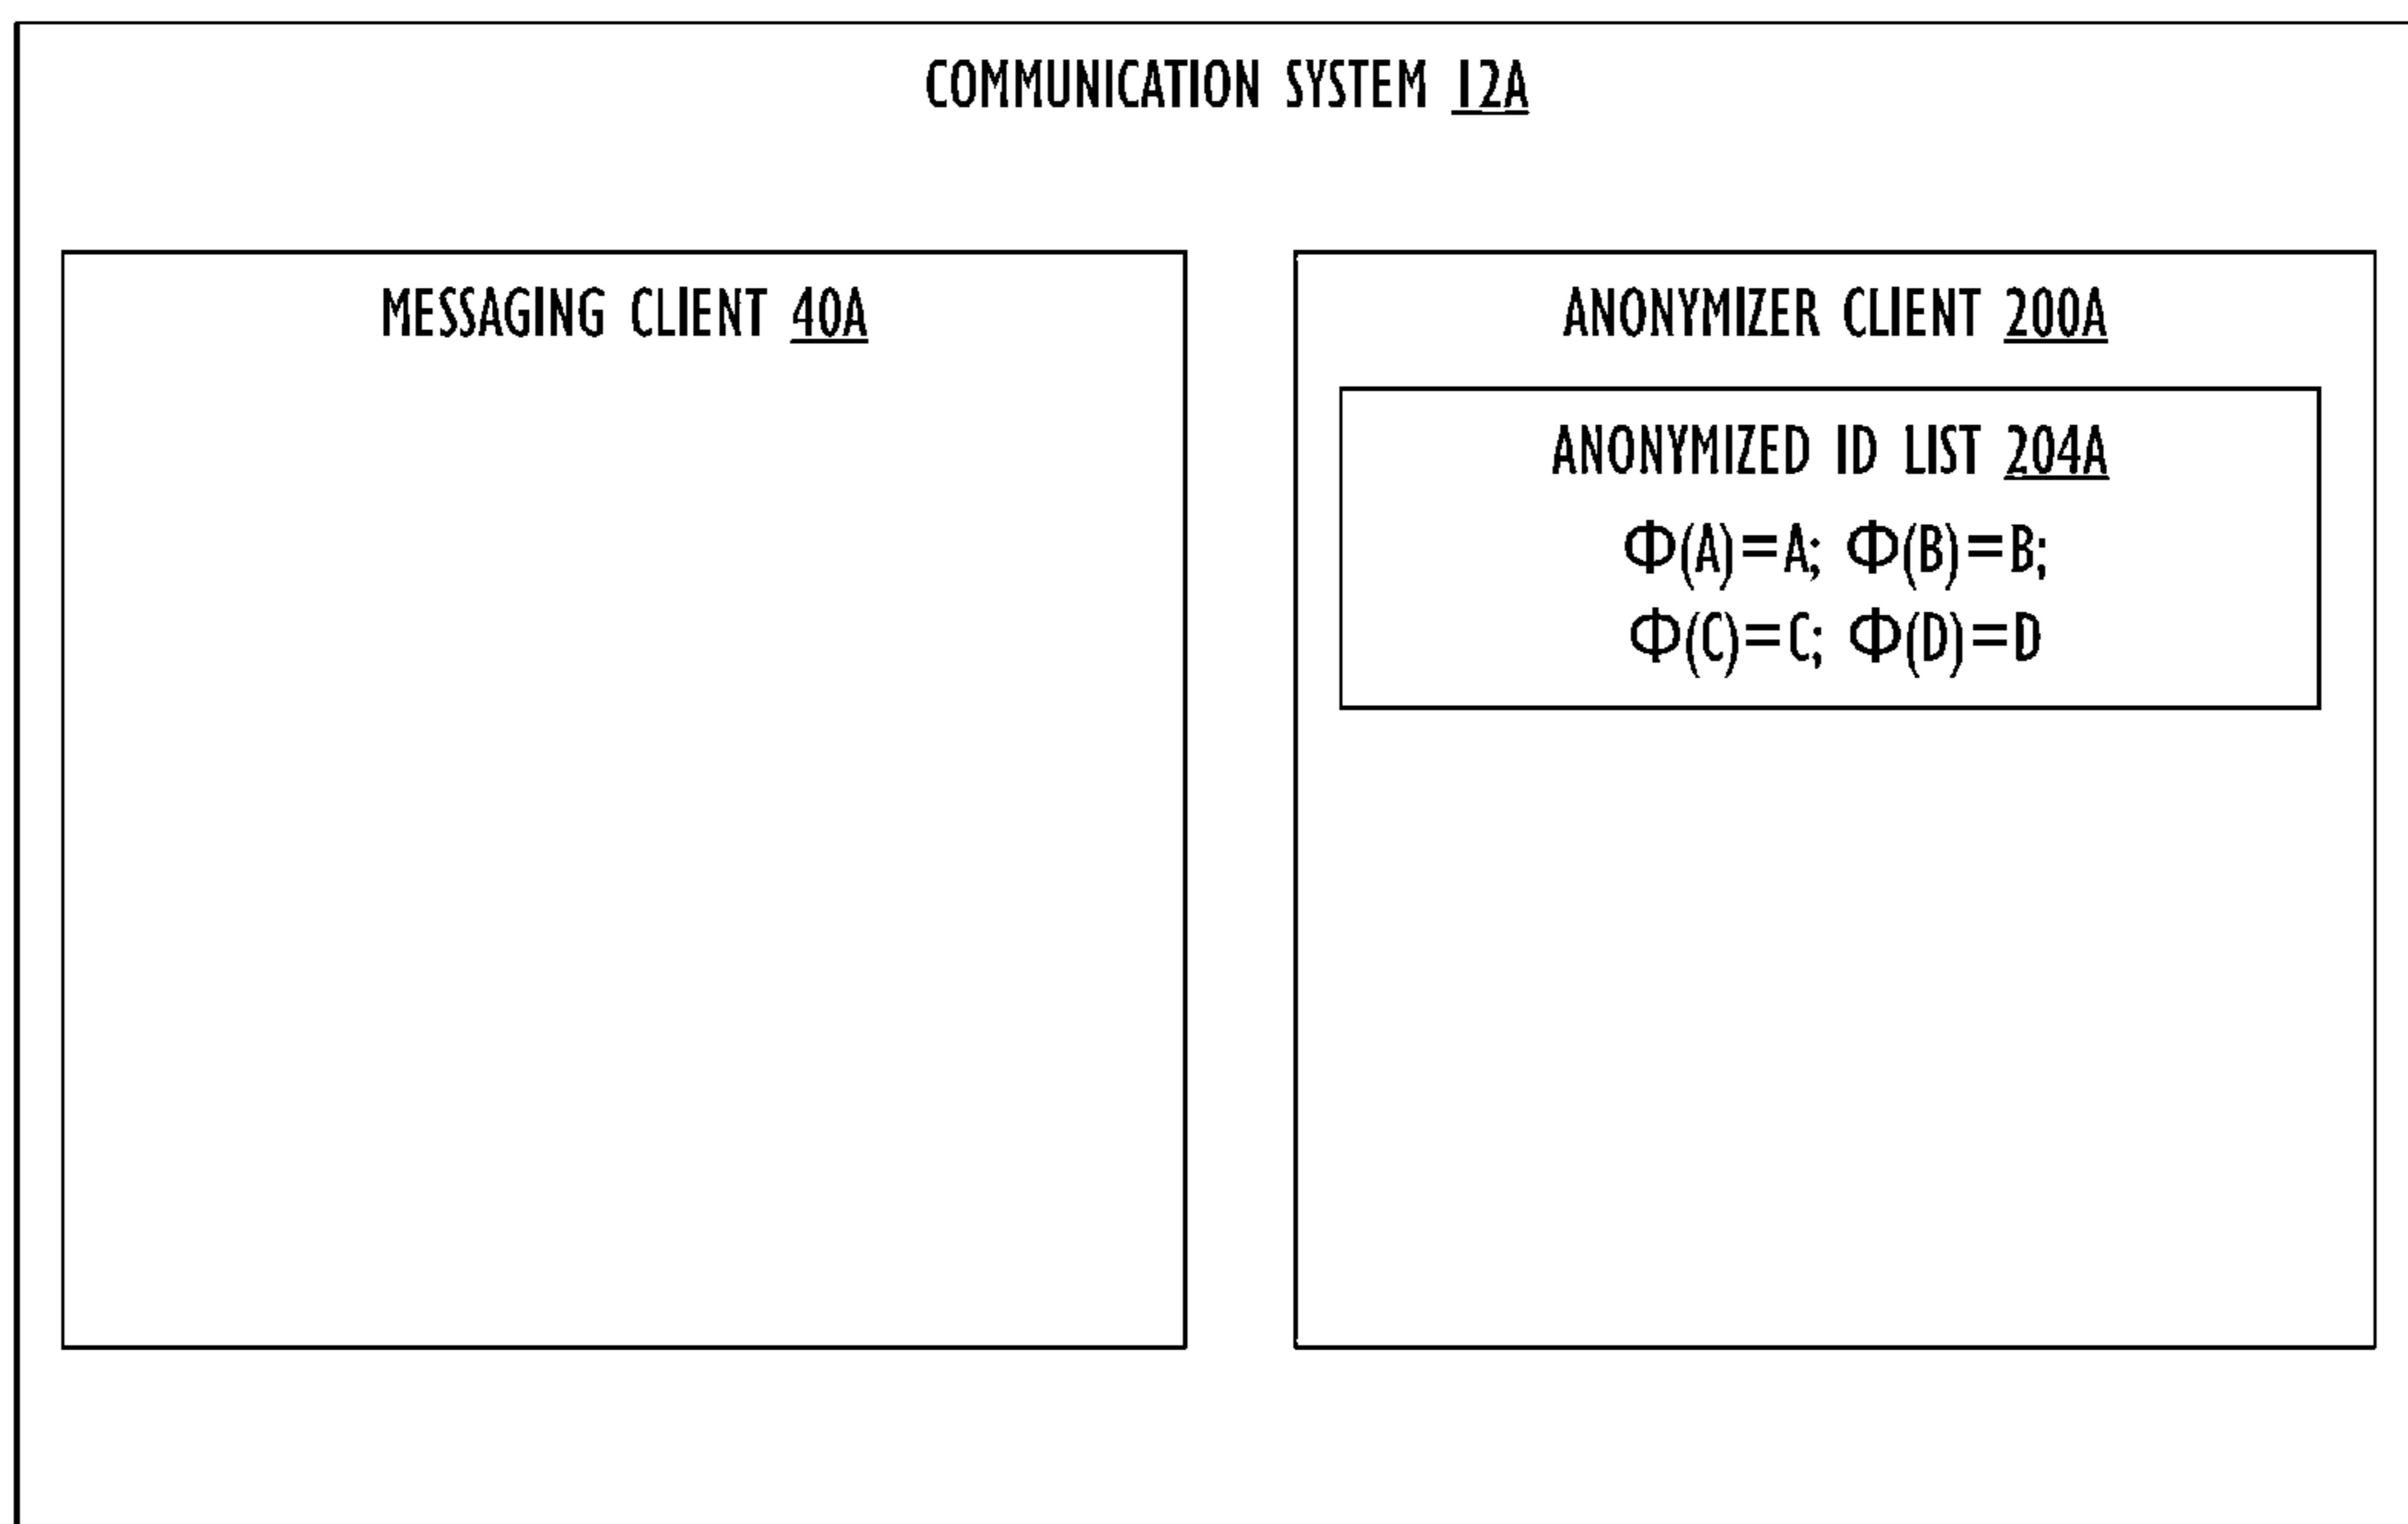 COMMUNICATION SYSTEM 12A
MESSAGING CLIENT 40A
ANONYMIZER CLIENT 200A
ANONYMIZED ID LIST 204A
Φ(A)=A; Φ(B)=B;
Φ(C)=C; Φ(D)=D